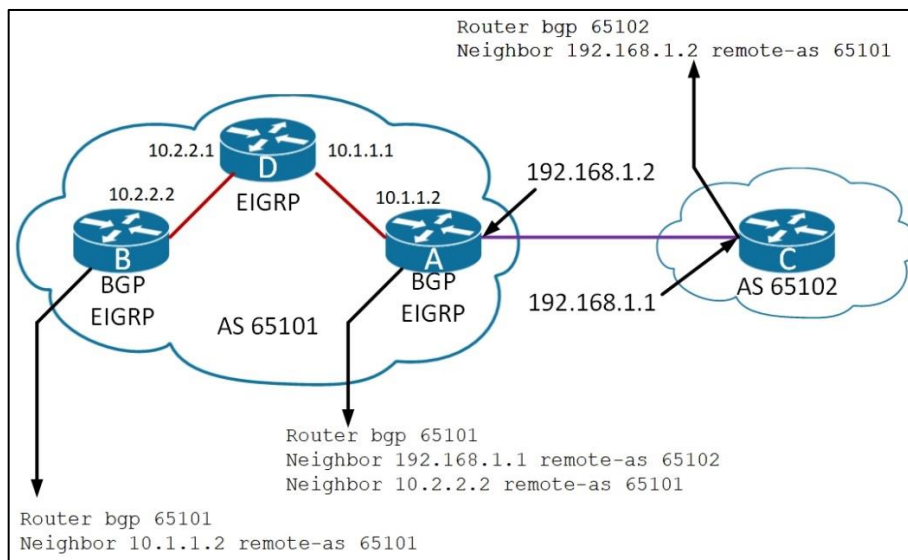 Router bgp 65102
Neighbor 192.168.1.2 remote-as 65101
10.2.2.1
10.1.1.1
D
EIGRP
10.2.2.2
10.1.1.2
192.168.1.2
B
BGP
EIGRP
A
BGP
EIGRP
AS 65101
C
AS 65102
192.168.1.1
Router bgp 65101
Neighbor 192.168.1.1 remote-as 65102
Neighbor 10.2.2.2 remote-as 65101
Router bgp 65101
Neighbor 10.1.1.2 remote-as 65101